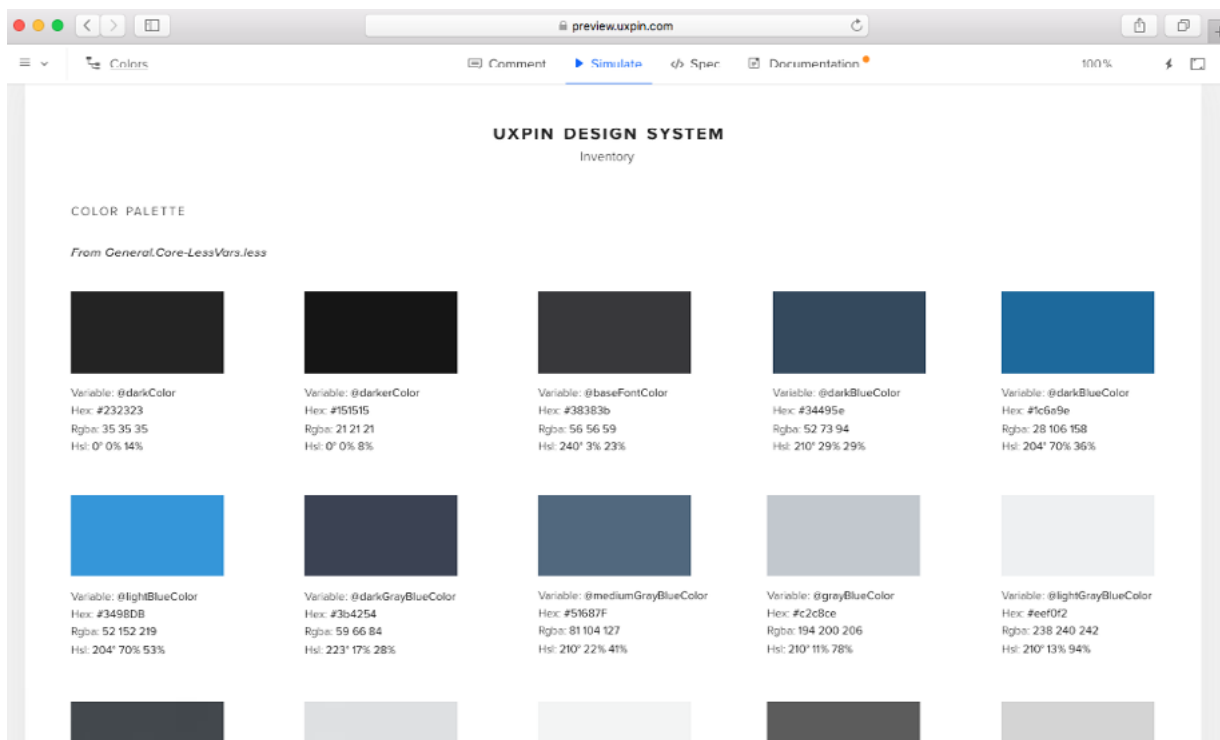 preview.uxpin.com
Colors
Comment
Simulate
</> Spec
Documentation
100%
UXPIN DESIGN SYSTEM
Inventory
COLOR PALETTE
From General.Core-LessVars.less
Variable: @darkColor
Hex: #232323
Rgba: 35 35 35
Hsl: 0° 0% 14%
Variable: @darkerColor
Hex: #151515
Rgba: 21 21 21
Hsl: 0° 0% 8%
Variable: @baseFontColor
Hex: #38383b
Rgba: 56 56 59
Hsl: 240° 3% 23%
Variable: @darkBlueColor
Hex: #34495e
Rgba: 52 73 94
Hsl: 210° 29% 29%
Variable: @darkBlueColor
Hex: #1c6a9e
Rgba: 28 106 158
Hsl: 204° 70% 36%
Variable: @lightBlueColor
Hex: #3498DB
Rgba: 52 152 219
Hsl: 204° 70% 53%
Variable: @darkGrayBlueColor
Hex: #3b4254
Rgba: 59 66 84
Hsl: 223° 17% 28%
Variable: @mediumGrayBlueColor
Hex: #51687F
Rgba: 81 104 127
Hsl: 210° 22% 41%
Variable: @grayBlueColor
Hex: #c2c8ce
Rgba: 194 200 206
Hsl: 210° 11% 78%
Variable: @lightGrayBlueColor
Hex: #eef0f2
Rgba: 238 240 242
Hsl: 210° 13% 94%